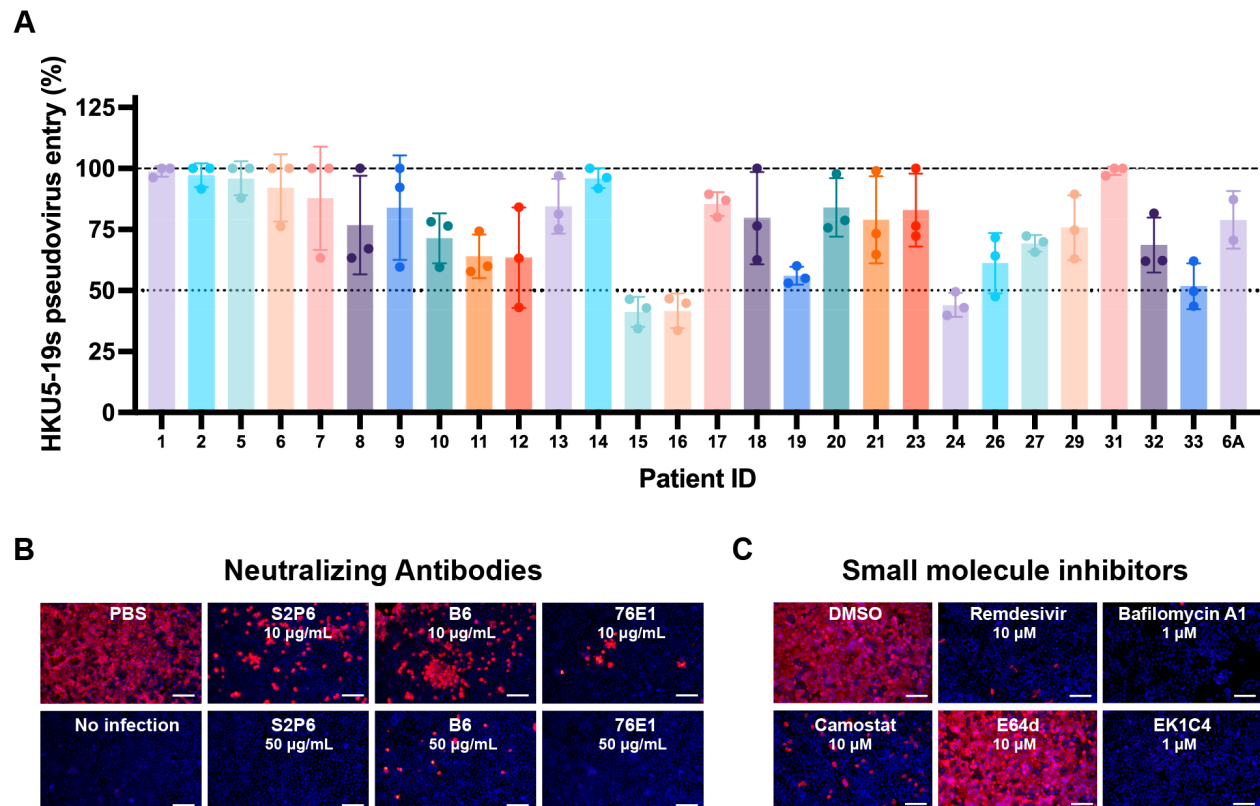 A
HKU5-19s pseudovirus entry (%)
125
100
75
50
25
0
1 2 5 6 7 8 9 10 11 12 13 14 15 16 17 18 19 20 21 23 24 26 27 29 31 32 33 6A
Patient ID
B
Neutralizing Antibodies
PBS
S2P6
10 µg/mL
B6
10 µg/mL
76E1
10 µg/mL
No infection
S2P6
50 µg/mL
B6
50 µg/mL
76E1
50 µg/mL
C
Small molecule inhibitors
DMSO
Remdesivir
10 µM
Bafilomycin A1
1 µM
Camostat
10 µM
E64d
10 µM
EK1C4
1 µM